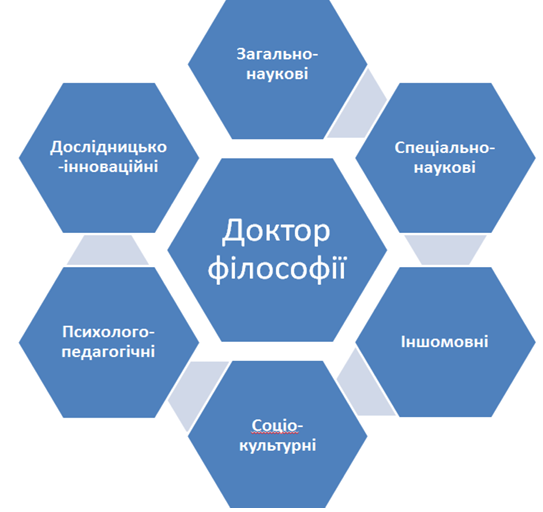 Загально-
наукові
Дослідницько
-інноваційні
Спеціально-
наукові
Доктор
філософії
Психолого-
педагогічні
Іншомовні
Соціо-
культурні